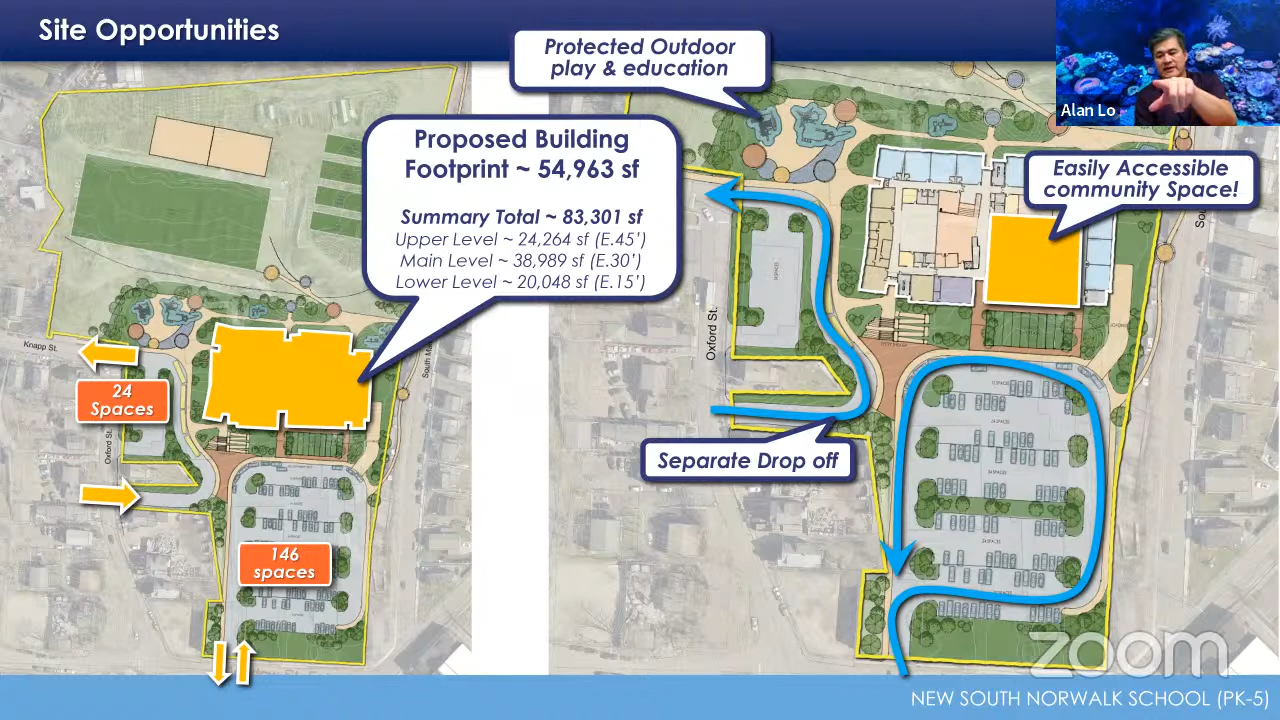 Site Opportunities
Protected Outdoor
play & education
Alan Lo
Proposed Building
Footprint ~ 54,963 sf
Summary Total ~ 83,301 sf
Upper Level ~ 24,264 sf (E.45')
Main Level ~ 38,989 sf (E.30')
Lower Level ~ 20,048 sf (E.15')
Easily Accessible
community Space!
Knapp St.
24
Spaces
Oxford St.
146
spaces
Oxford St.
Separate Drop off
zoom
NEW SOUTH NORWALK SCHOOL (PK-5)